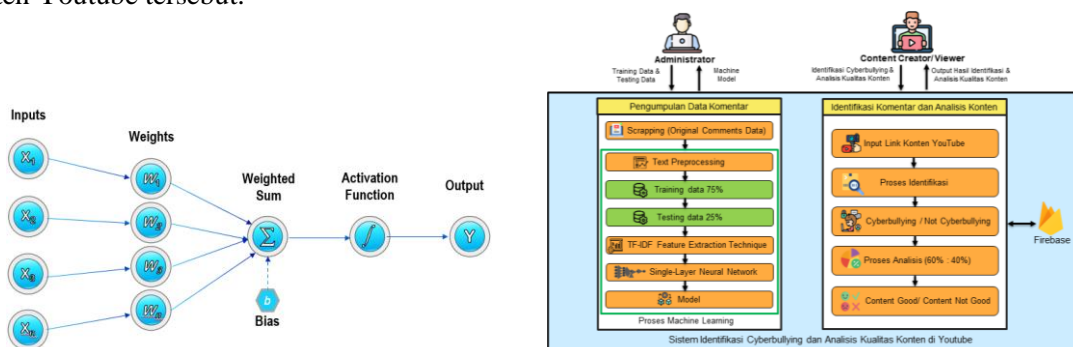 ten Youtube tersebut.
Inputs
Weights
Weighted
Sum
Activation
Function
Output
X1
X2
X3
Xn
W1
W2
W3
Wn
Σ
∫
Y
b
Bias
Administrator
Training Data &
Testing Data
Machine
Model
Content Creator/Viewer
Identifikasi Cyberbullying &
Analisis Kualitas Konten
Output Hasil Identifikasi &
Analisis Kualitas Konten
Pengumpulan Data Komentar
Scrapping (Original Comments Data)
Text Preprocessing
Training data 75%
Testing data 25%
TF-IDF Feature Extraction Technique
Single-Layer Neural Network
Model
Proses Machine Learning
Identifikasi Komentar dan Analisis Konten
Input Link Konten YouTube
Proses Identifikasi
Cyberbullying / Not Cyberbullying
Proses Analisis (60% : 40%)
Content Good/ Content Not Good
Firebase
Sistem Identifikasi Cyberbullying dan Analisis Kualitas Konten di Youtube